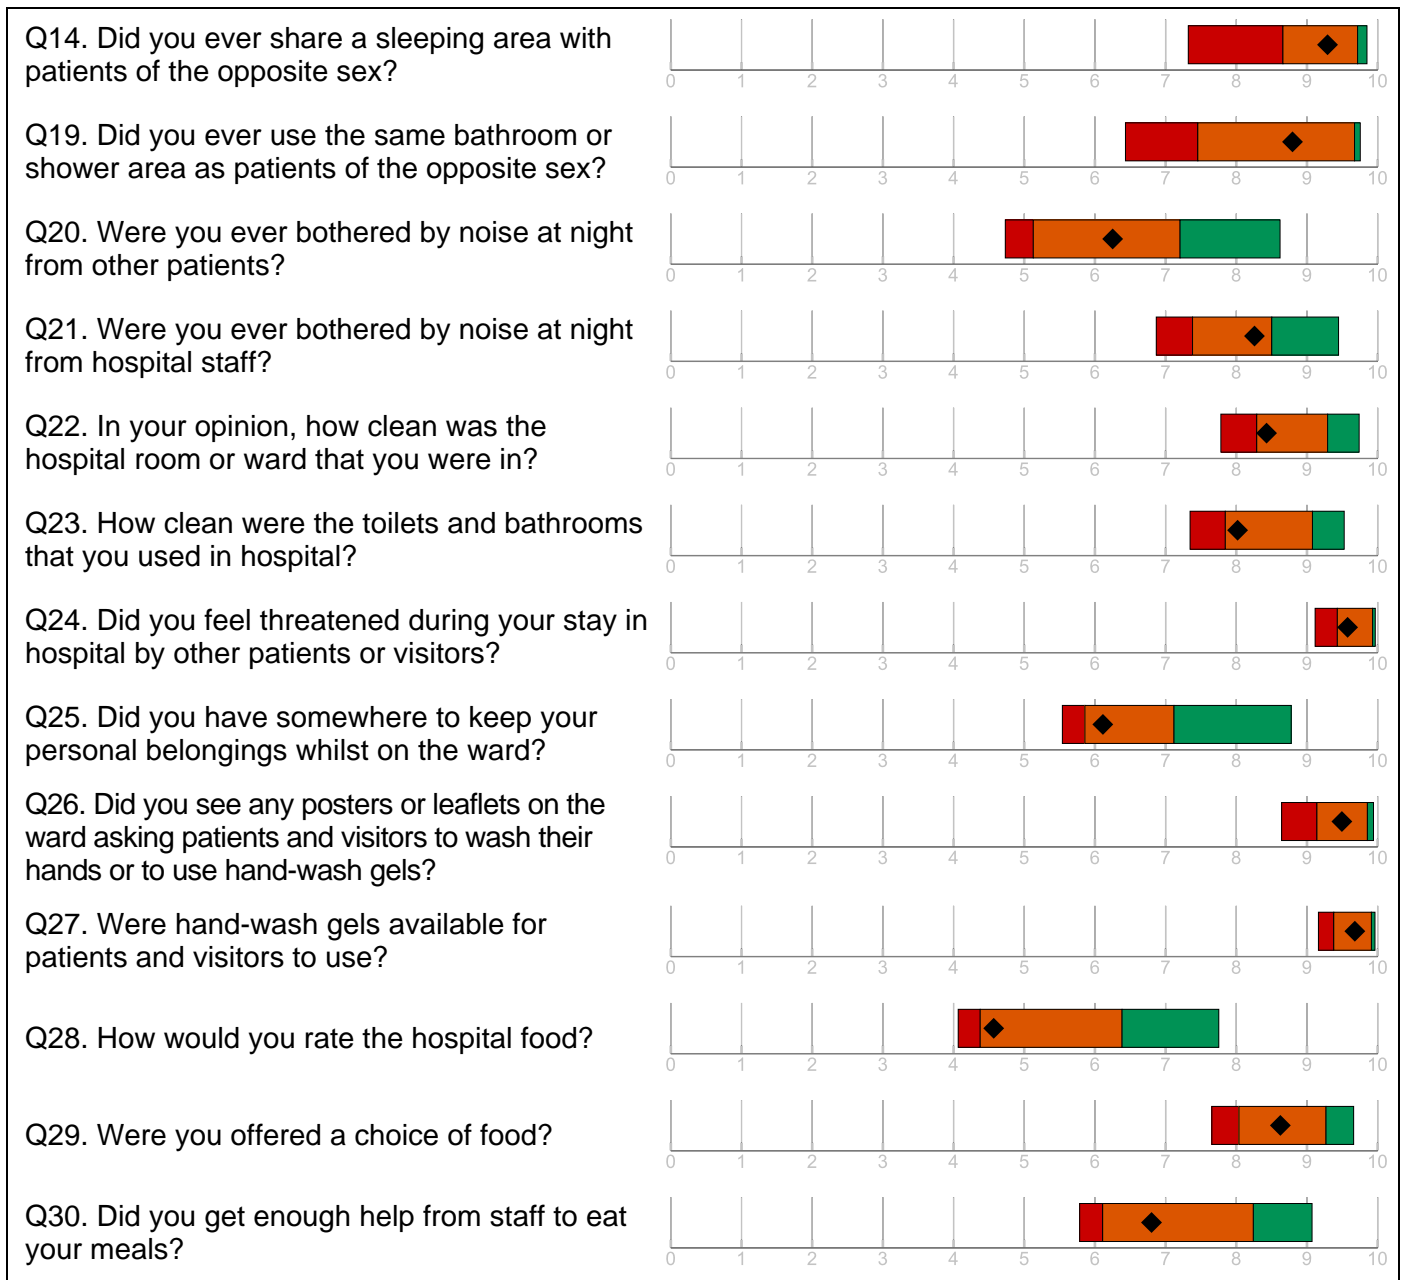 Q14. Did you ever share a sleeping area with
patients of the opposite sex?
0 1 2 3 4 5 6 7 8 9 10
Q19. Did you ever use the same bathroom or
shower area as patients of the opposite sex?
0 1 2 3 4 5 6 7 8 9 10
Q20. Were you ever bothered by noise at night
from other patients?
0 1 2 3 4 5 6 7 8 9 10
Q21. Were you ever bothered by noise at night
from hospital staff?
0 1 2 3 4 5 6 7 8 9 10
Q22. In your opinion, how clean was the
hospital room or ward that you were in?
0 1 2 3 4 5 6 7 8 9 10
Q23. How clean were the toilets and bathrooms
that you used in hospital?
0 1 2 3 4 5 6 7 8 9 10
Q24. Did you feel threatened during your stay in
hospital by other patients or visitors?
0 1 2 3 4 5 6 7 8 9 10
Q25. Did you have somewhere to keep your
personal belongings whilst on the ward?
0 1 2 3 4 5 6 7 8 9 10
Q26. Did you see any posters or leaflets on the
ward asking patients and visitors to wash their
hands or to use hand-wash gels?
0 1 2 3 4 5 6 7 8 9 10
Q27. Were hand-wash gels available for
patients and visitors to use?
0 1 2 3 4 5 6 7 8 9 10
Q28. How would you rate the hospital food?
0 1 2 3 4 5 6 7 8 9 10
Q29. Were you offered a choice of food?
0 1 2 3 4 5 6 7 8 9 10
Q30. Did you get enough help from staff to eat
your meals?
0 1 2 3 4 5 6 7 8 9 10